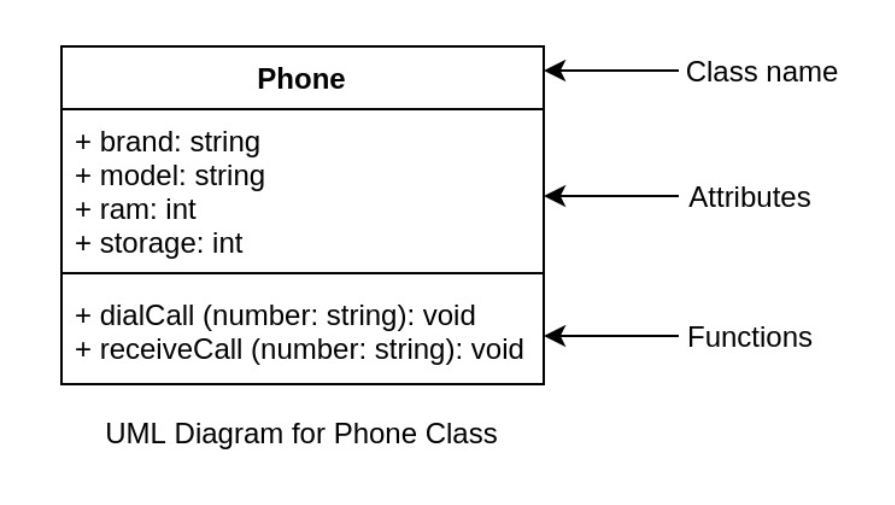 Phone
Class name
+ brand: string
+ model: string
+ ram: int
+ storage: int
Attributes
+ dialCall (number: string): void
+ receiveCall (number: string): void
Functions
UML Diagram for Phone Class